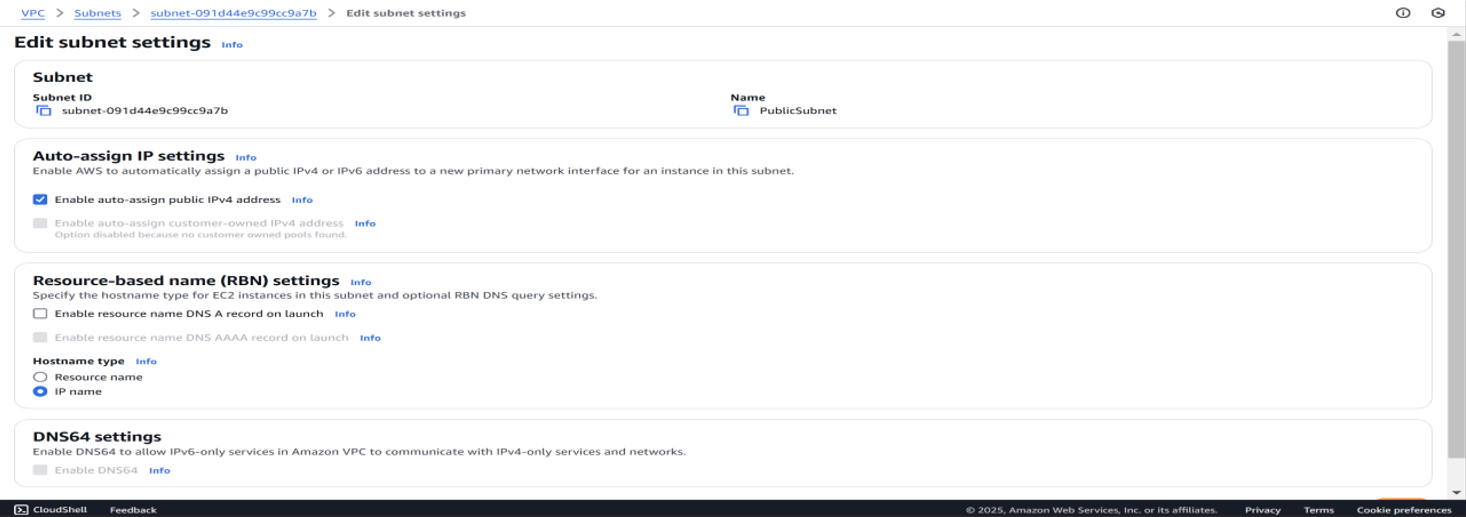 VPC > Subnets > subnet-091d44e9c99cc9a7b > Edit subnet settings
Edit subnet settings Info
Subnet
Subnet ID
subnet-091d44e9c99cc9a7b
Name
PublicSubnet
Auto-assign IP settings Info
Enable AWS to automatically assign a public IPv4 or IPv6 address to a new primary network interface for an instance in this subnet.
Enable auto-assign public IPv4 address Info
Enable auto-assign customer-owned IPv4 address Info
Option disabled because no customer owned pools found.
Resource-based name (RBN) settings Info
Specify the hostname type for EC2 instances in this subnet and optional RBN DNS query settings.
Enable resource name DNS A record on launch Info
Enable resource name DNS AAAA record on launch Info
Hostname type Info
Resource name
IP name
DNS64 settings
Enable DNS64 to allow IPv6-only services in Amazon VPC to communicate with IPv4-only services and networks.
Enable DNS64 Info
CloudShell Feedback © 2025, Amazon Web Services, Inc. or its affiliates. Privacy Terms Cookie preferences